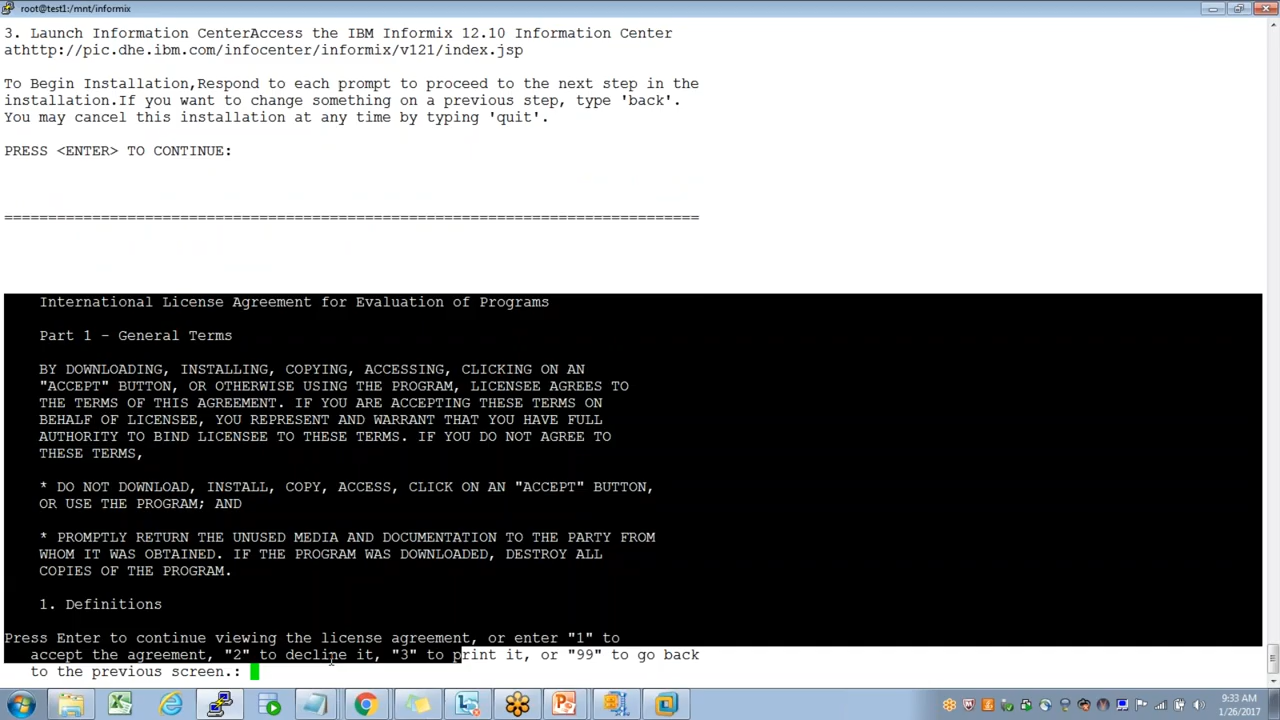 root@test1:/mnt/informix
3. Launch Information CenterAccess the IBM Informix 12.10 Information Center
athttp://pic.dhe.ibm.com/infocenter/informix/v121/index.jsp
To Begin Installation,Respond to each prompt to proceed to the next step in the
installation.If you want to change something on a previous step, type 'back'.
You may cancel this installation at any time by typing 'quit'.
PRESS <ENTER> TO CONTINUE:
===============================================================================
International License Agreement for Evaluation of Programs
Part 1 - General Terms
BY DOWNLOADING, INSTALLING, COPYING, ACCESSING, CLICKING ON AN
"ACCEPT" BUTTON, OR OTHERWISE USING THE PROGRAM, LICENSEE AGREES TO
THE TERMS OF THIS AGREEMENT. IF YOU ARE ACCEPTING THESE TERMS ON
BEHALF OF LICENSEE, YOU REPRESENT AND WARRANT THAT YOU HAVE FULL
AUTHORITY TO BIND LICENSEE TO THESE TERMS. IF YOU DO NOT AGREE TO
THESE TERMS,
* DO NOT DOWNLOAD, INSTALL, COPY, ACCESS, CLICK ON AN "ACCEPT" BUTTON,
OR USE THE PROGRAM; AND
* PROMPTLY RETURN THE UNUSED MEDIA AND DOCUMENTATION TO THE PARTY FROM
WHOM IT WAS OBTAINED. IF THE PROGRAM WAS DOWNLOADED, DESTROY ALL
COPIES OF THE PROGRAM.
1. Definitions
Press Enter to continue viewing the license agreement, or enter "1" to
accept the agreement, "2" to decline it, "3" to print it, or "99" to go back
to the previous screen.:
9:33 AM
1/26/2017